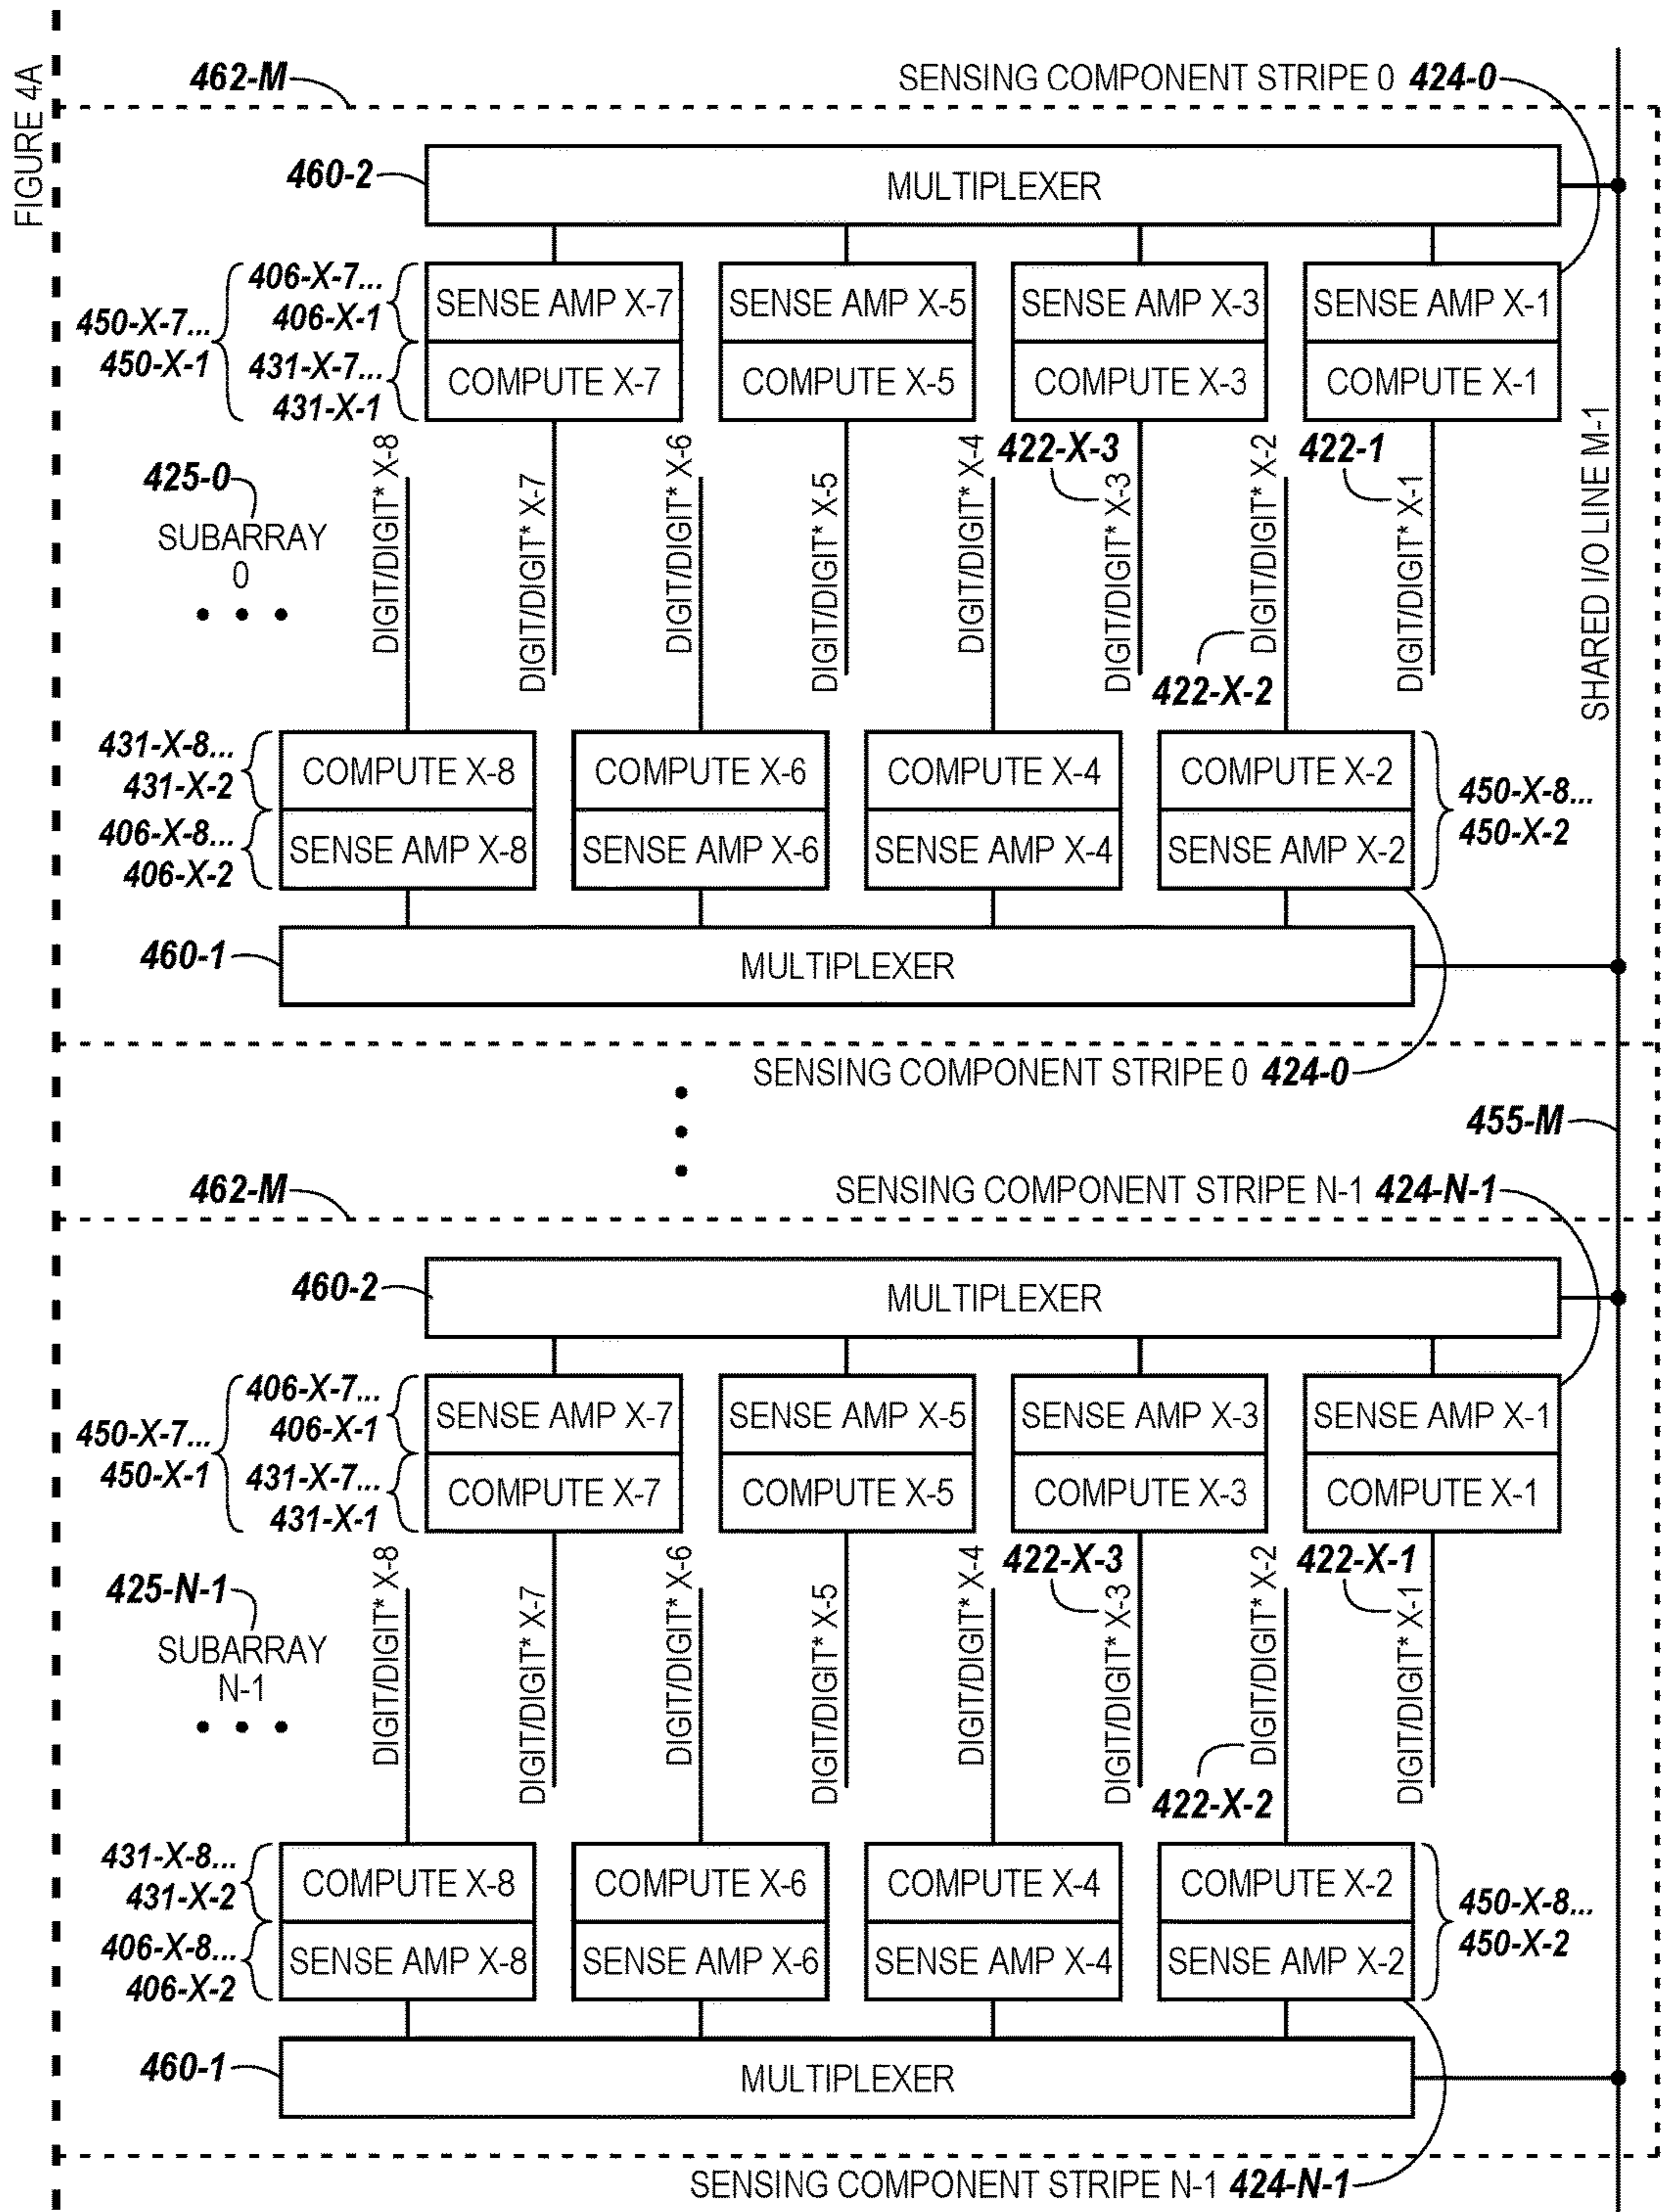 FIGURE 4A
462-M
SENSING COMPONENT STRIPE 0 424-0
460-2
MULTIPLEXER
450-X-7...
450-X-1
406-X-7...
406-X-1
431-X-7...
431-X-1
SENSE AMP X-7
SENSE AMP X-5
SENSE AMP X-3
SENSE AMP X-1
COMPUTE X-7
COMPUTE X-5
COMPUTE X-3
COMPUTE X-1
425-0
SUBARRAY
0
DIGIT/DIGIT* X-8
DIGIT/DIGIT* X-7
DIGIT/DIGIT* X-6
DIGIT/DIGIT* X-5
DIGIT/DIGIT* X-4
422-X-3
DIGIT/DIGIT* X-3
DIGIT/DIGIT* X-2
422-X-2
422-1
DIGIT/DIGIT* X-1
SHARED I/O LINE M-1
431-X-8...
431-X-2
406-X-8...
406-X-2
COMPUTE X-8
COMPUTE X-6
COMPUTE X-4
COMPUTE X-2
SENSE AMP X-8
SENSE AMP X-6
SENSE AMP X-4
SENSE AMP X-2
450-X-8...
450-X-2
460-1
MULTIPLEXER
SENSING COMPONENT STRIPE 0 424-0
455-M
462-M
SENSING COMPONENT STRIPE N-1 424-N-1
460-2
MULTIPLEXER
450-X-7...
450-X-1
406-X-7...
406-X-1
431-X-7...
431-X-1
SENSE AMP X-7
SENSE AMP X-5
SENSE AMP X-3
SENSE AMP X-1
COMPUTE X-7
COMPUTE X-5
COMPUTE X-3
COMPUTE X-1
425-N-1
SUBARRAY
N-1
DIGIT/DIGIT* X-8
DIGIT/DIGIT* X-7
DIGIT/DIGIT* X-6
DIGIT/DIGIT* X-5
DIGIT/DIGIT* X-4
422-X-3
DIGIT/DIGIT* X-3
DIGIT/DIGIT* X-2
422-X-2
422-X-1
DIGIT/DIGIT* X-1
431-X-8...
431-X-2
406-X-8...
406-X-2
COMPUTE X-8
COMPUTE X-6
COMPUTE X-4
COMPUTE X-2
SENSE AMP X-8
SENSE AMP X-6
SENSE AMP X-4
SENSE AMP X-2
450-X-8...
450-X-2
460-1
MULTIPLEXER
SENSING COMPONENT STRIPE N-1 424-N-1